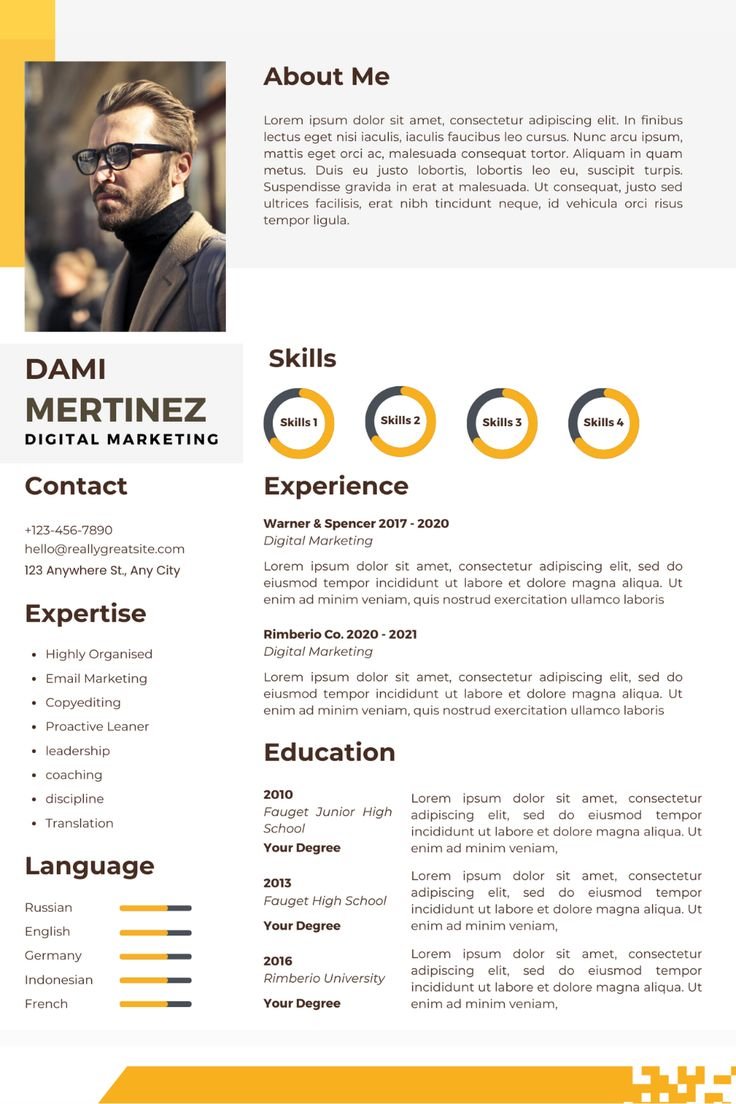 About Me
Lorem ipsum dolor sit amet, consectetur adipiscing elit. In finibus
lectus eget nisi iaculis, iaculis faucibus leo cursus. Nunc arcu ipsum,
mattis eget orci ac, malesuada consequat tortor. Aliquam in quam
metus. Duis eu justo lobortis, lobortis leo eu, suscipit turpis.
Suspendisse gravida in erat at malesuada. Ut consequat, justo sed
ultrices facilisis, erat nibh tincidunt neque, id vehicula orci risus
tempor ligula.
DAMI
MERTINEZ
DIGITAL MARKETING
Contact
+123-456-7890
hello@reallygreatsite.com
123 Anywhere St., Any City
Expertise
• Highly Organised
• Email Marketing
• Copyediting
• Proactive Leaner
• leadership
• coaching
• discipline
• Translation
Language
Russian
English
Germany
Indonesian
French
Skills
Skills 1
Skills 2
Skills 3
Skills 4
Experience
Warner & Spencer 2017 - 2020
Digital Marketing
Lorem ipsum dolor sit amet, consectetur adipiscing elit, sed do
eiusmod tempor incididunt ut labore et dolore magna aliqua. Ut
enim ad minim veniam, quis nostrud exercitation ullamco laboris
Rimberio Co. 2020 - 2021
Digital Marketing
Lorem ipsum dolor sit amet, consectetur adipiscing elit, sed do
eiusmod tempor incididunt ut labore et dolore magna aliqua. Ut
enim ad minim veniam, quis nostrud exercitation ullamco laboris
Education
2010
Fauget Junior High
School
Your Degree
Lorem ipsum dolor sit amet, consectetur
adipiscing elit, sed do eiusmod tempor
incididunt ut labore et dolore magna aliqua. Ut
enim ad minim veniam,
2013
Fauget High School
Your Degree
Lorem ipsum dolor sit amet, consectetur
adipiscing elit, sed do eiusmod tempor
incididunt ut labore et dolore magna aliqua. Ut
enim ad minim veniam,
2016
Rimberio University
Your Degree
Lorem ipsum dolor sit amet, consectetur
adipiscing elit, sed do eiusmod tempor
incididunt ut labore et dolore magna aliqua. Ut
enim ad minim veniam,